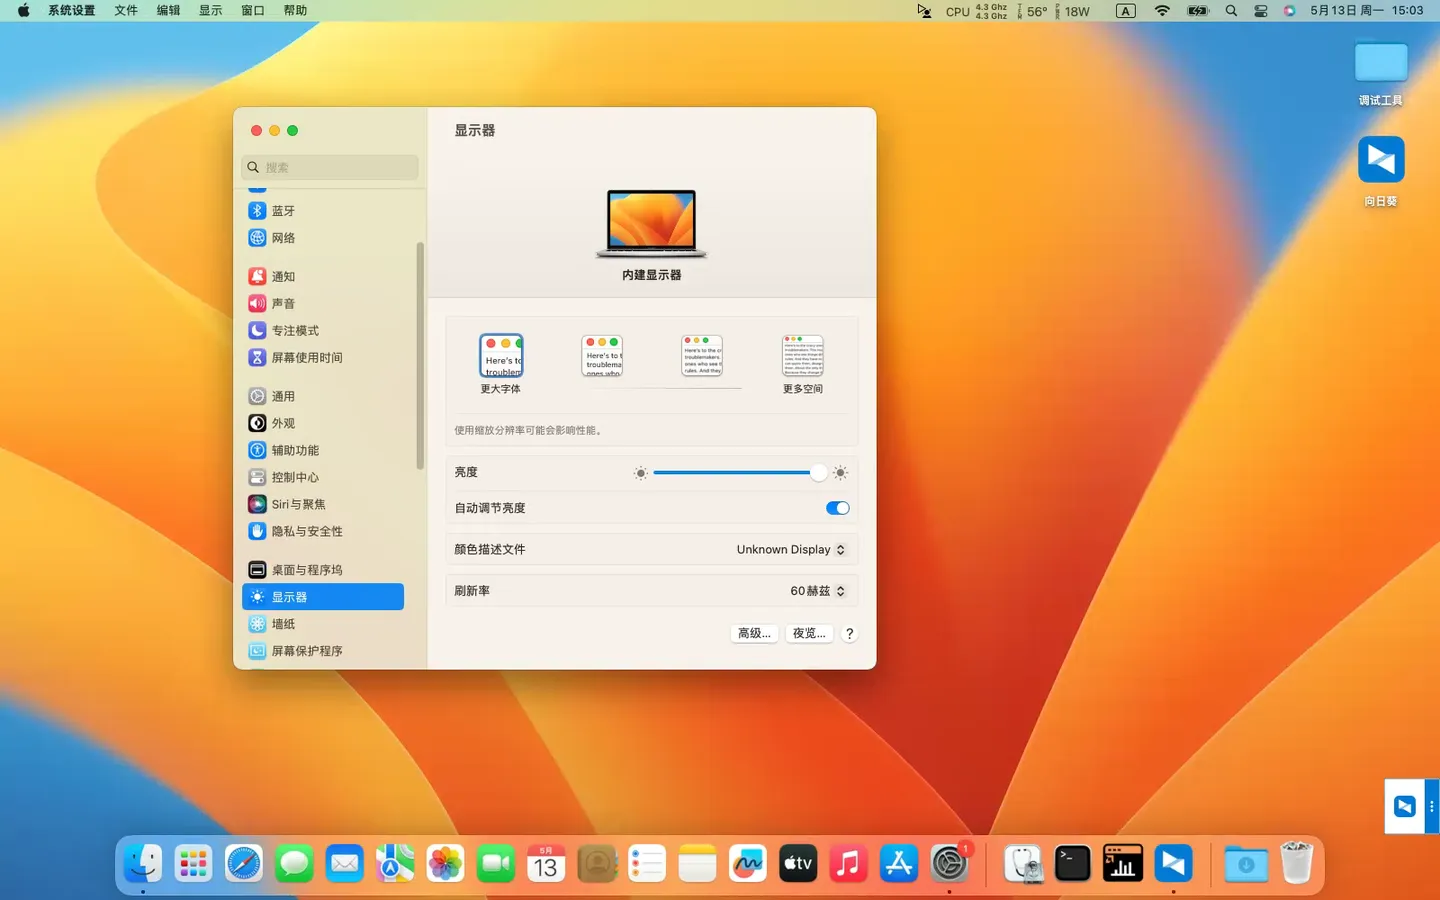 系统设置 文件 编辑 显示 窗口 帮助
CPU 4.3 Ghz 4.3 Ghz 56° 18W A 5月13日 周一 15:03
调试工具
向日葵
搜索
蓝牙
网络
通知
声音
专注模式
屏幕使用时间
通用
外观
辅助功能
控制中心
Siri与聚焦
隐私与安全性
桌面与程序坞
显示器
墙纸
屏幕保护程序
显示器
内建显示器
Here's to
troublem
更大字体
Here's to t
troublema
ones who
Here's to the cr
troublemakers.
ones who see t
rules. And they
更多空间
使用缩放分辨率可能会影响性能。
亮度
自动调节亮度
颜色描述文件 Unknown Display
刷新率 60赫兹
高级... 夜览... ?
5月
13
tv
1